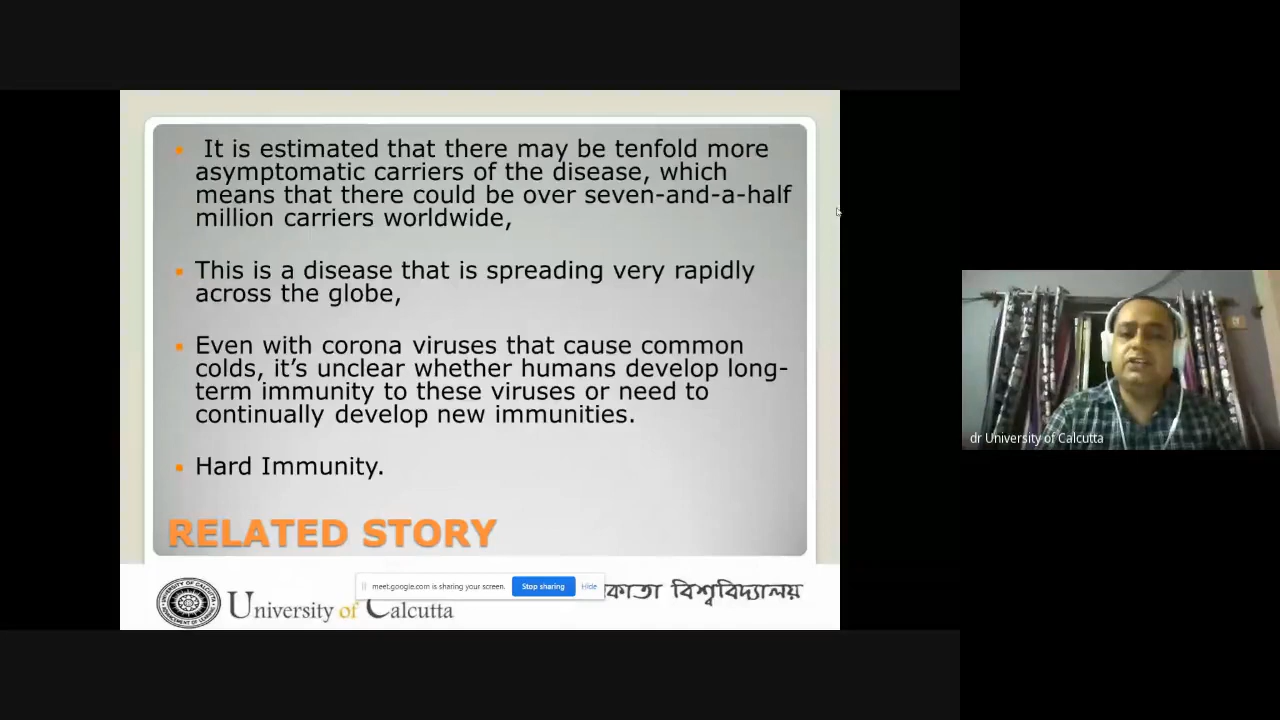 It is estimated that there may be tenfold more
asymptomatic carriers of the disease, which
means that there could be over seven-and-a-half
million carriers worldwide,
This is a disease that is spreading very rapidly
across the globe,
Even with corona viruses that cause common
colds, it’s unclear whether humans develop long-
term immunity to these viruses or need to
continually develop new immunities.
Hard Immunity.
RELATED STORY
University of Calcutta
meet.google.com is sharing your screen. Stop sharing Hide
বিশ্ববিদ্যালয়
dr University of Calcutta